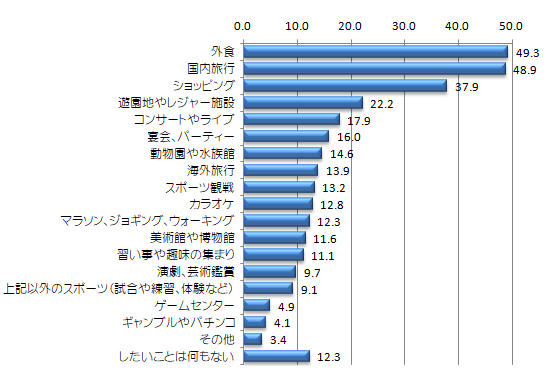 0.0 10.0 20.0 30.0 40.0 50.0
外食 49.3
国内旅行 48.9
ショッピング 37.9
遊園地やレジャー施設 22.2
コンサートやライブ 17.9
宴会、パーティー 16.0
動物園や水族館 14.6
海外旅行 13.9
スポーツ観戦 13.2
カラオケ 12.8
マラソン、ジョギング、ウォーキング 12.3
美術館や博物館 11.6
習い事や趣味の集まり 11.1
演劇、芸術鑑賞 9.7
上記以外のスポーツ（試合や練習、体験など） 9.1
ゲームセンター 4.9
ギャンブルやパチンコ 4.1
その他 3.4
したいことは何もない 12.3